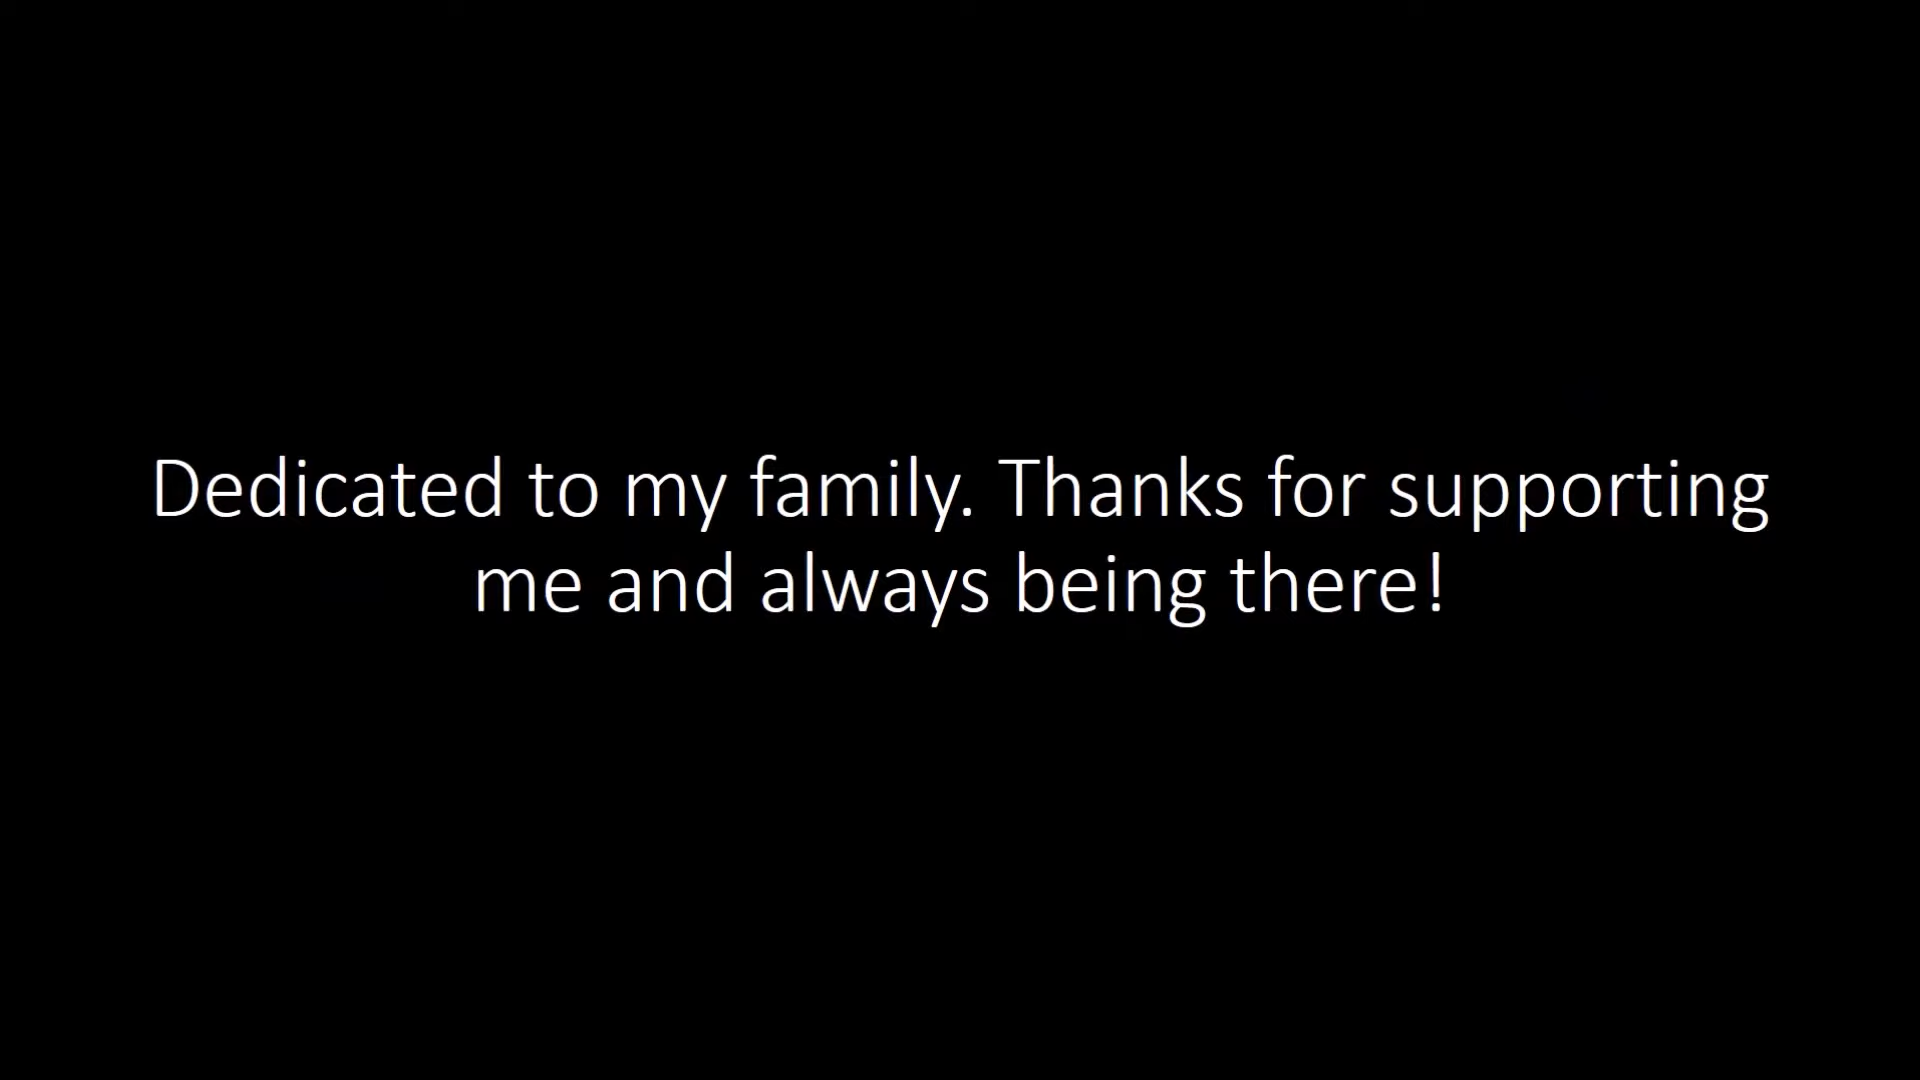 Dedicated to my family. Thanks for supporting
me and always being there!